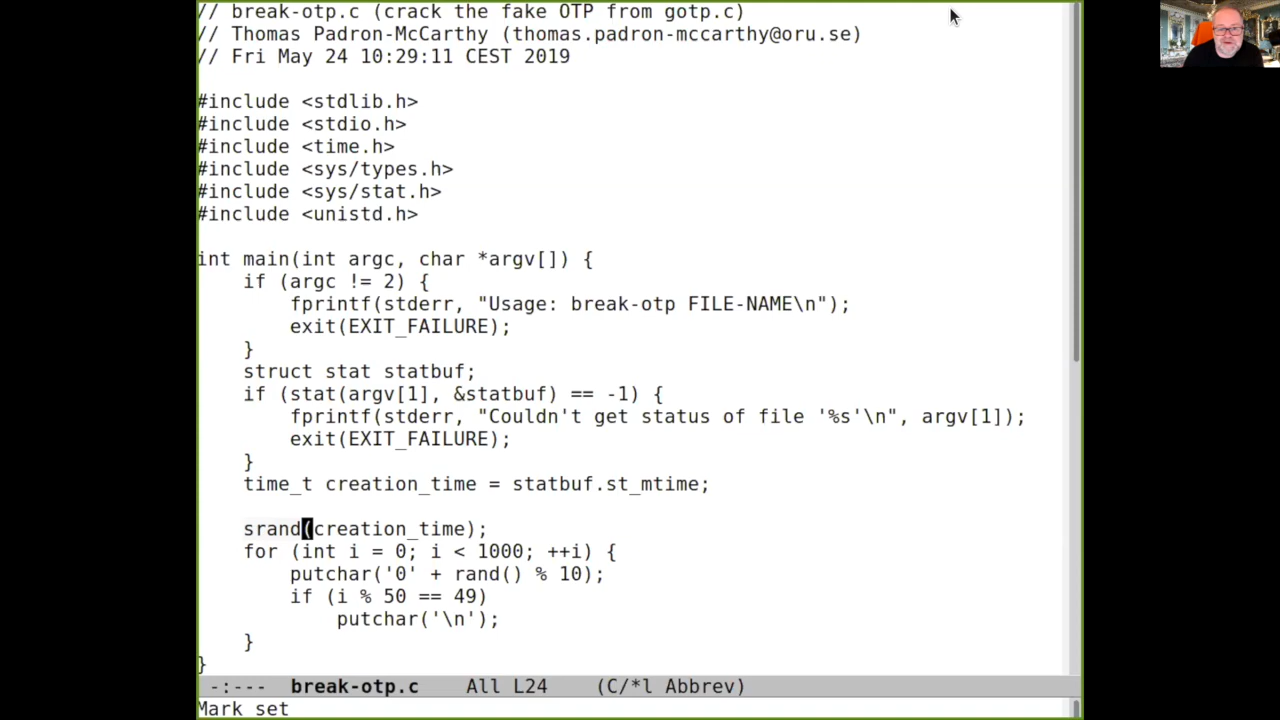 // break-otp.c (crack the fake OTP from gotp.c)
// Thomas Padron-McCarthy (thomas.padron-mccarthy@oru.se)
// Fri May 24 10:29:11 CEST 2019

#include <stdlib.h>
#include <stdio.h>
#include <time.h>
#include <sys/types.h>
#include <sys/stat.h>
#include <unistd.h>

int main(int argc, char *argv[]) {
    if (argc != 2) {
        fprintf(stderr, "Usage: break-otp FILE-NAME\n");
        exit(EXIT_FAILURE);
    }
    struct stat statbuf;
    if (stat(argv[1], &statbuf) == -1) {
        fprintf(stderr, "Couldn't get status of file '%s'\n", argv[1]);
        exit(EXIT_FAILURE);
    }
    time_t creation_time = statbuf.st_mtime;

    srand(creation_time);
    for (int i = 0; i < 1000; ++i) {
        putchar('0' + rand() % 10);
        if (i % 50 == 49)
            putchar('\n');
    }
}
-:--- break-otp.c All L24 (C/*l Abbrev)
Mark set